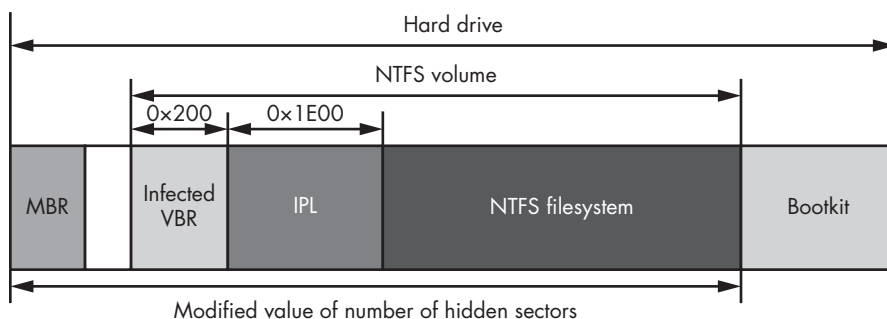 Hard drive
NTFS volume
0×200
0×1E00
MBR
Infected
VBR
IPL
NTFS filesystem
Bootkit
Modified value of number of hidden sectors